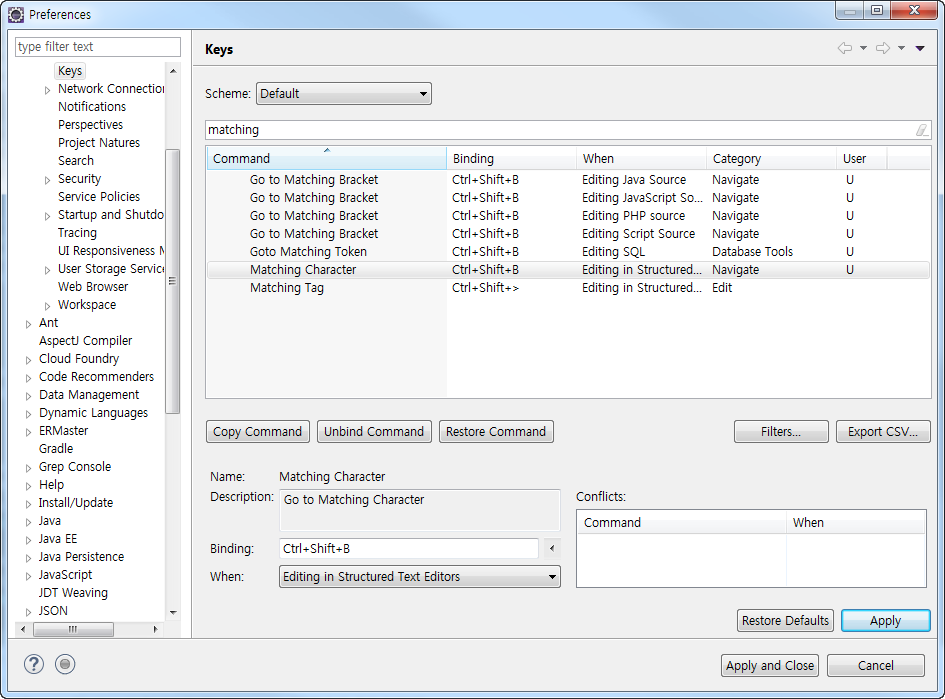 Preferences
type filter text
Keys
Network Connection
Notifications
Perspectives
Project Natures
Search
Security
Service Policies
Startup and Shutdo
Tracing
UI Responsiveness M
User Storage Service
Web Browser
Workspace
Ant
AspectJ Compiler
Cloud Foundry
Code Recommenders
Data Management
Dynamic Languages
ERMaster
Gradle
Grep Console
Help
Install/Update
Java
Java EE
Java Persistence
JavaScript
JDT Weaving
JSON
Keys
Scheme: Default
matching
Command Binding When Category User
Go to Matching Bracket Ctrl+Shift+B Editing Java Source Navigate U
Go to Matching Bracket Ctrl+Shift+B Editing JavaScript So... Navigate U
Go to Matching Bracket Ctrl+Shift+B Editing PHP source Navigate U
Go to Matching Bracket Ctrl+Shift+B Editing Script Source Navigate U
Goto Matching Token Ctrl+Shift+B Editing SQL Database Tools U
Matching Character Ctrl+Shift+B Editing in Structured... Navigate U
Matching Tag Ctrl+Shift+> Editing in Structured... Edit
Copy Command Unbind Command Restore Command Filters... Export CSV...
Name: Matching Character
Description: Go to Matching Character
Binding: Ctrl+Shift+B
When: Editing in Structured Text Editors
Conflicts:
Command When
Restore Defaults Apply
? Apply and Close Cancel